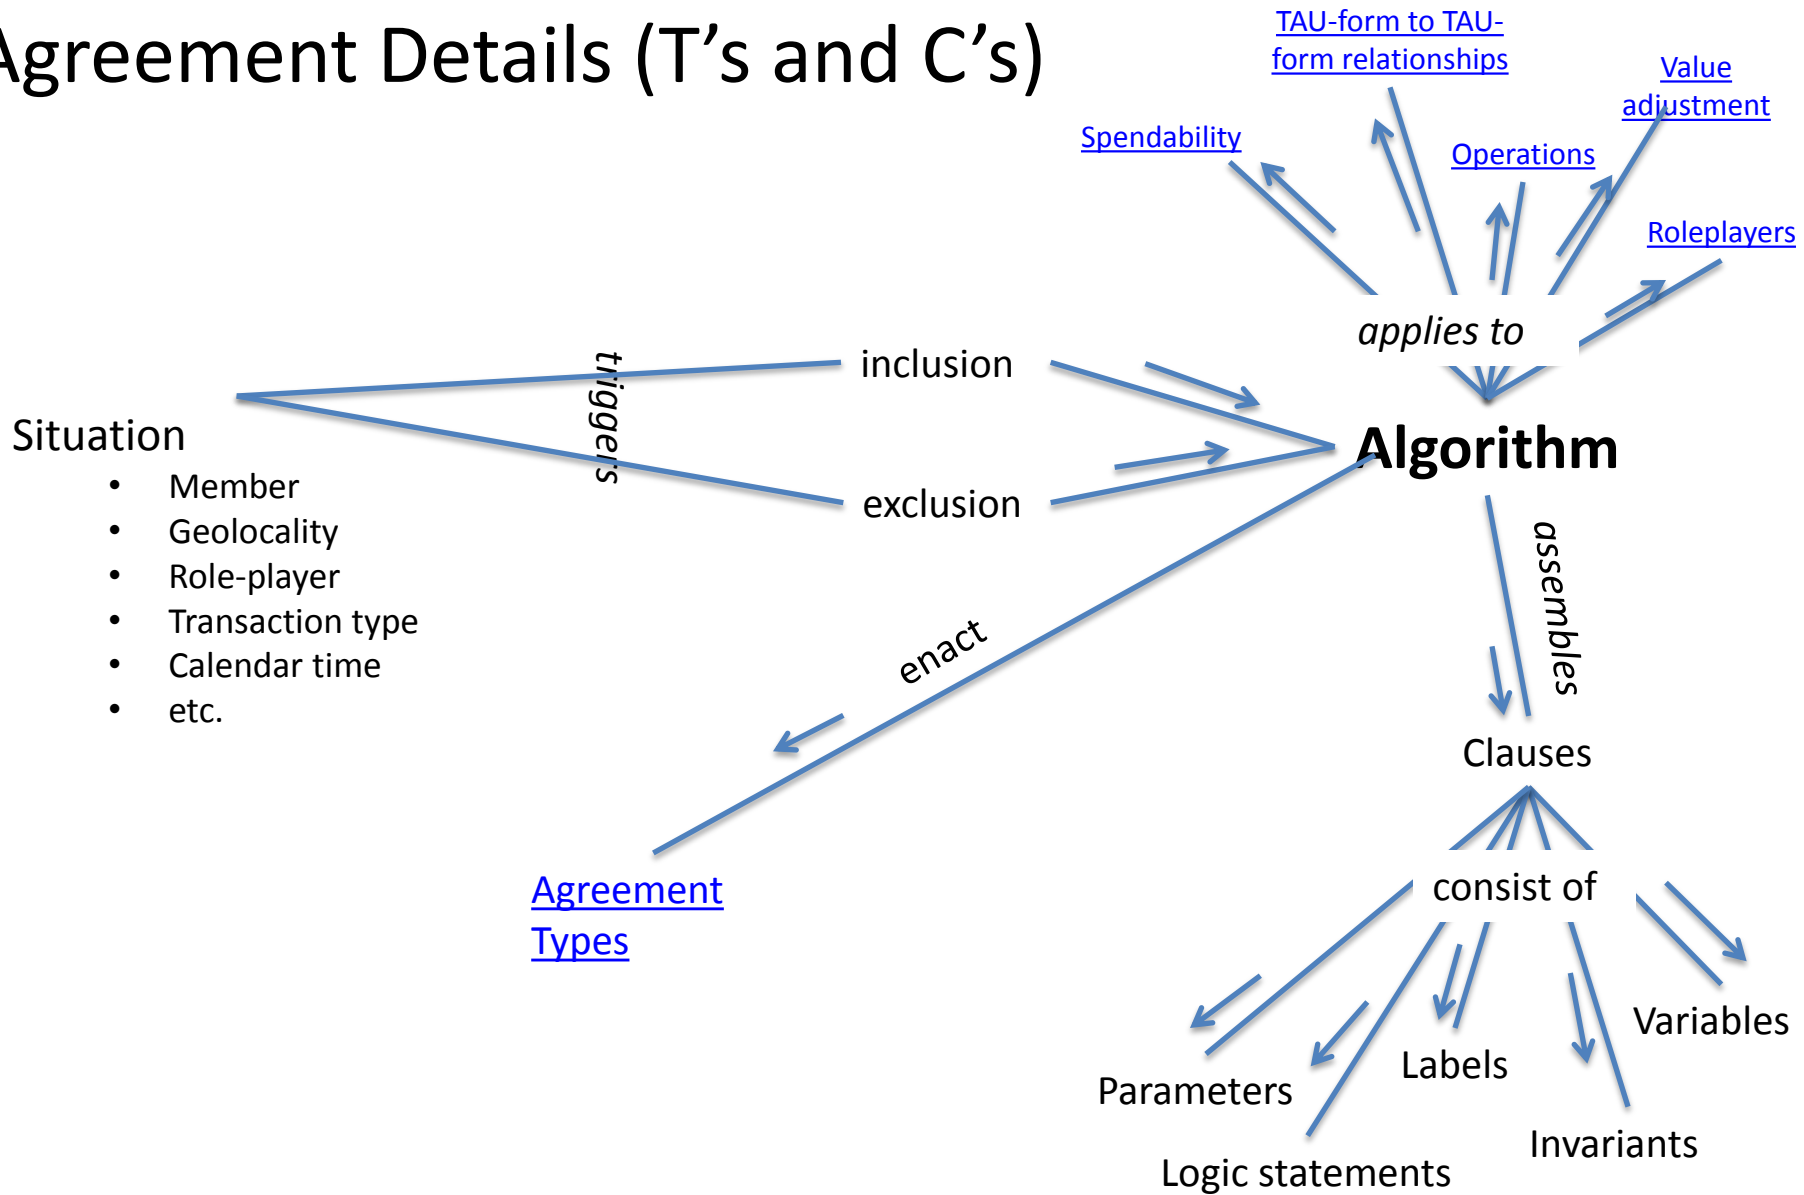 Agreement Details (T's and C's)
TAU-form to TAU-
form relationships
Value
adjustment
Spendability
Operations
Roleplayers
applies to
triggers
inclusion
exclusion
Algorithm
Situation
• Member
• Geolocality
• Role-player
• Transaction type
• Calendar time
• etc.
enact
assembles
Agreement
Types
Clauses
consist of
Parameters
Logic statements
Labels
Invariants
Variables